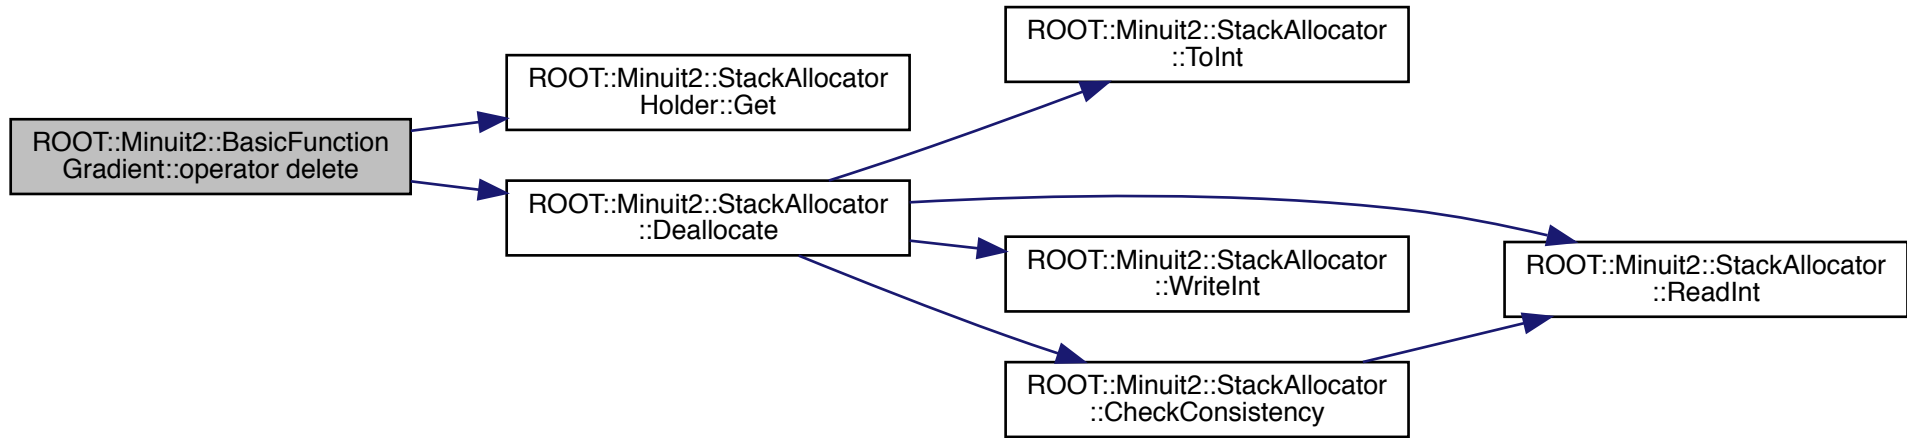 ROOT::Minuit2::BasicFunction
Gradient::operator delete
ROOT::Minuit2::StackAllocator
Holder::Get
ROOT::Minuit2::StackAllocator
::Deallocate
ROOT::Minuit2::StackAllocator
::ToInt
ROOT::Minuit2::StackAllocator
::WriteInt
ROOT::Minuit2::StackAllocator
::CheckConsistency
ROOT::Minuit2::StackAllocator
::ReadInt